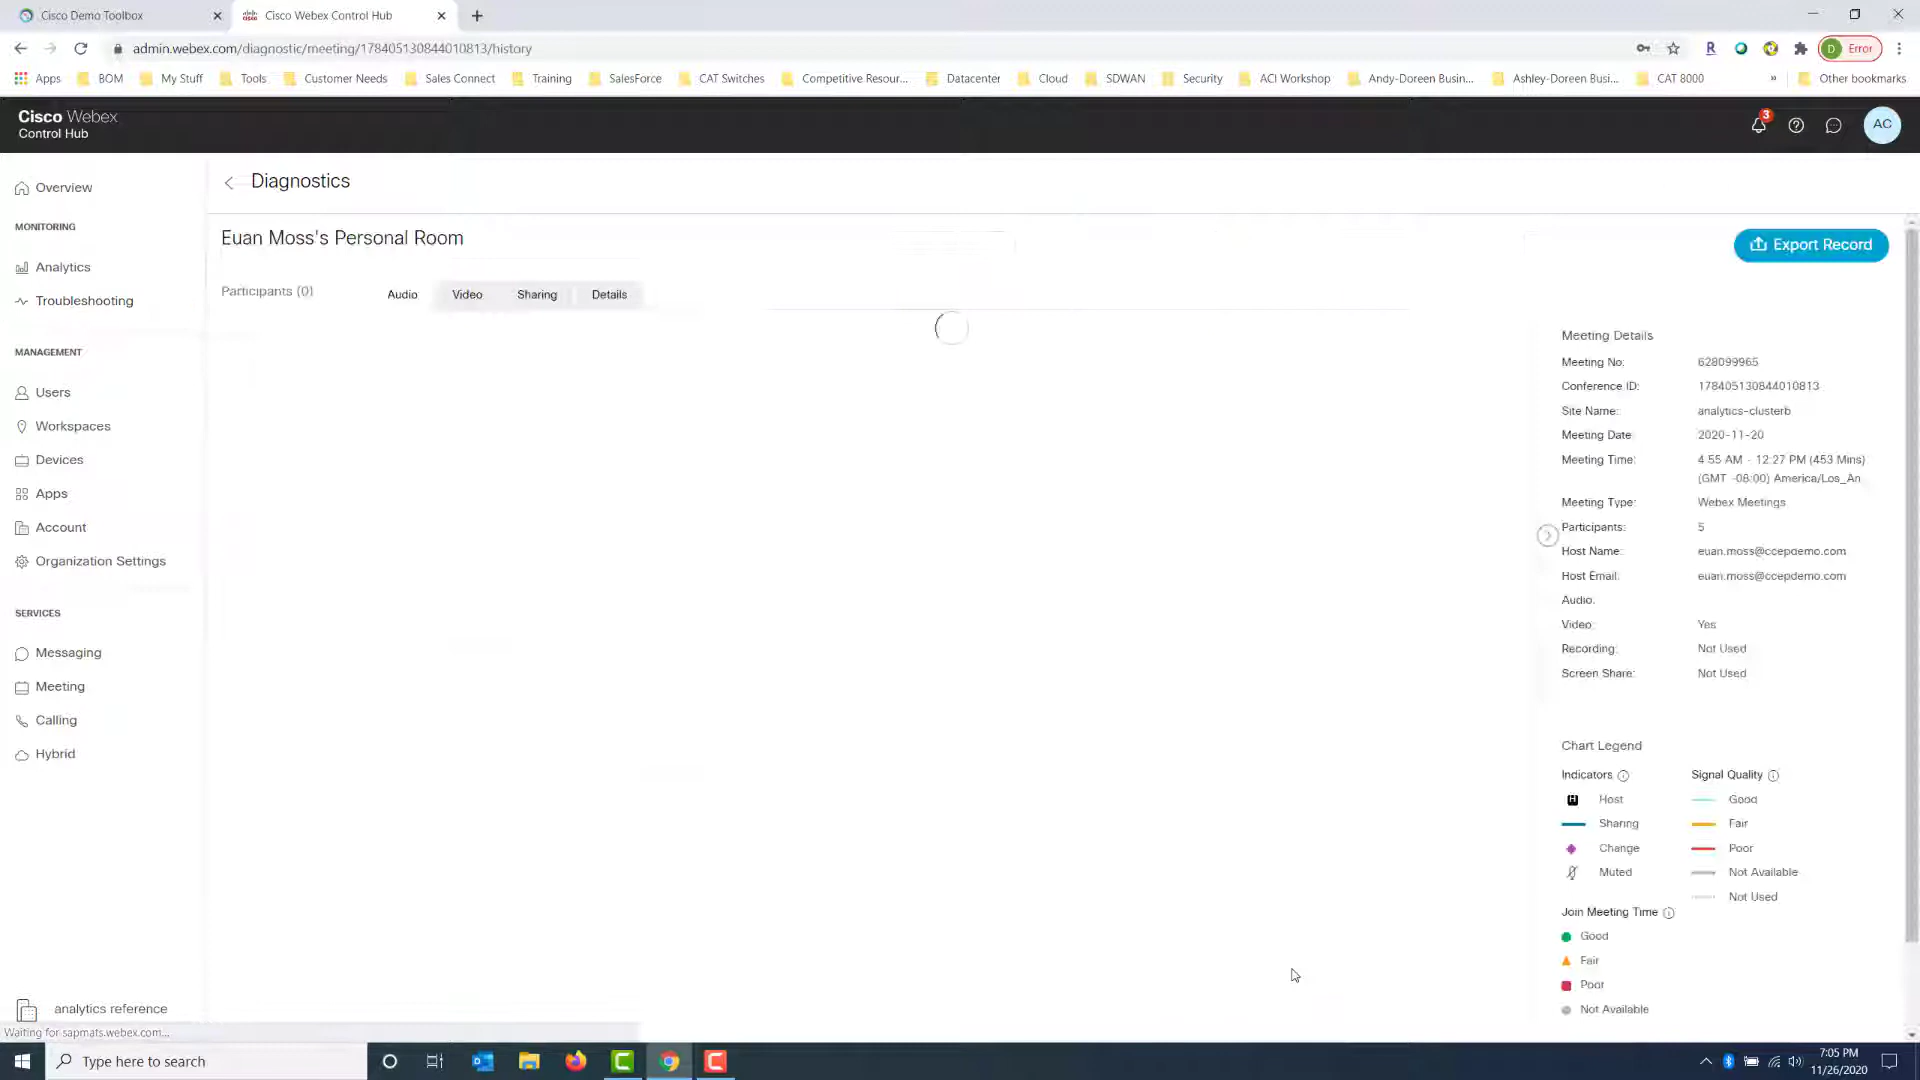 Cisco Demo Toolbox
Cisco Webex Control Hub
admin.webex.com/diagnostic/meeting/178405130844010813/history
D Error
Apps BOM My Stuff Tools Customer Needs Sales Connect Training SalesForce CAT Switches Competitive Resour... Datacenter Cloud SDWAN Security ACI Workshop Andy-Doreen Busin... Ashley-Doreen Busi... CAT 8000 » Other bookmarks
Cisco Webex
Control Hub
3
AC
Overview
MONITORING
Analytics
Troubleshooting
MANAGEMENT
Users
Workspaces
Devices
Apps
Account
Organization Settings
SERVICES
Messaging
Meeting
Calling
Hybrid
analytics reference
Waiting for sapmats.webex.com...
Diagnostics
Euan Moss's Personal Room
Export Record
Participants (0)
Audio Video Sharing Details
Meeting Details
Meeting No: 628099965
Conference ID: 178405130844010813
Site Name: analytics-clusterb
Meeting Date 2020-11-20
Meeting Time: 4:55 AM - 12:27 PM (453 Mins)
(GMT -08:00) America/Los_An
Meeting Type: Webex Meetings
Participants: 5
Host Name: euan.moss@ccepdemo.com
Host Email: euan.moss@ccepdemo.com
Audio:
Video: Yes
Recording: Not Used
Screen Share: Not Used
Chart Legend
Indicators Signal Quality
H Host Good
Sharing Fair
Change Poor
Muted Not Available
Not Used
Join Meeting Time
Good
Fair
Poor
Not Available
Type here to search
7:05 PM
11/26/2020